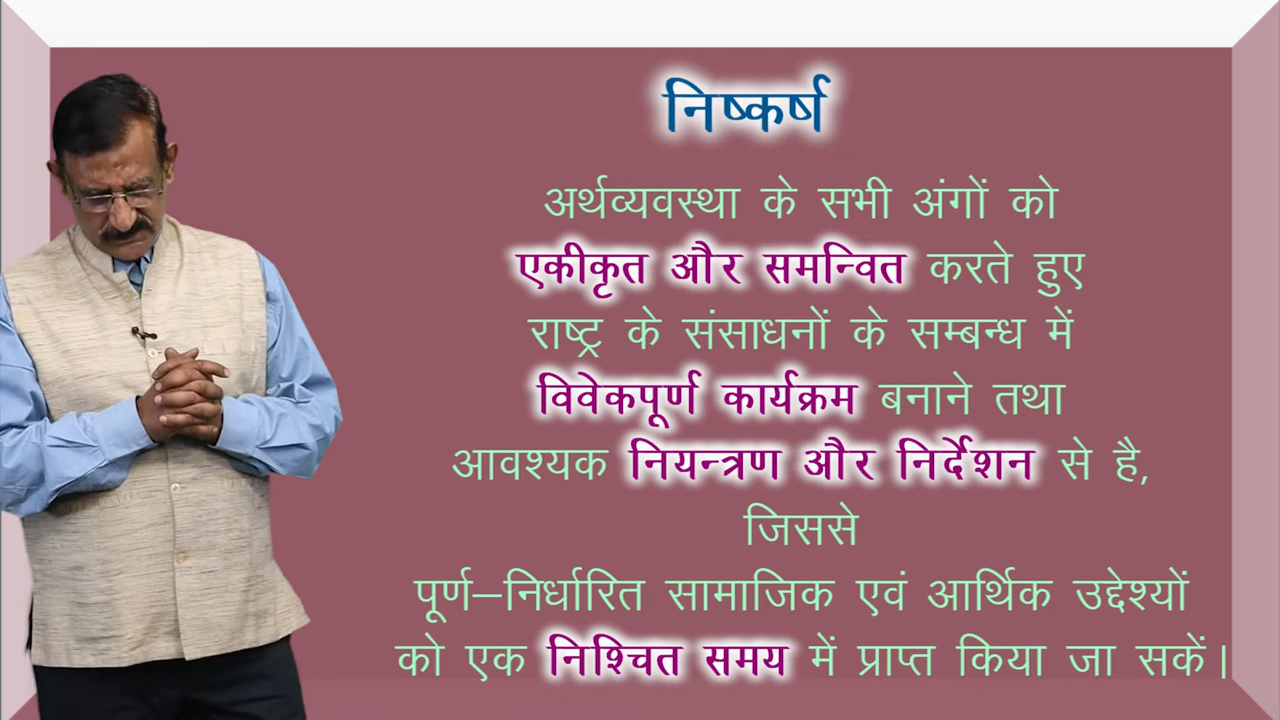 निष्कर्ष
अर्थव्यवस्था के सभी अंगों को
एकीकृत और समन्वित करते हुए
राष्ट्र के संसाधनों के सम्बन्ध में
विवेकपूर्ण कार्यक्रम बनाने तथा
आवश्यक नियन्त्रण और निर्देशन से है,
जिससे
पूर्ण–निर्धारित सामाजिक एवं आर्थिक उद्देश्यों
को एक निश्चित समय में प्राप्त किया जा सकें।